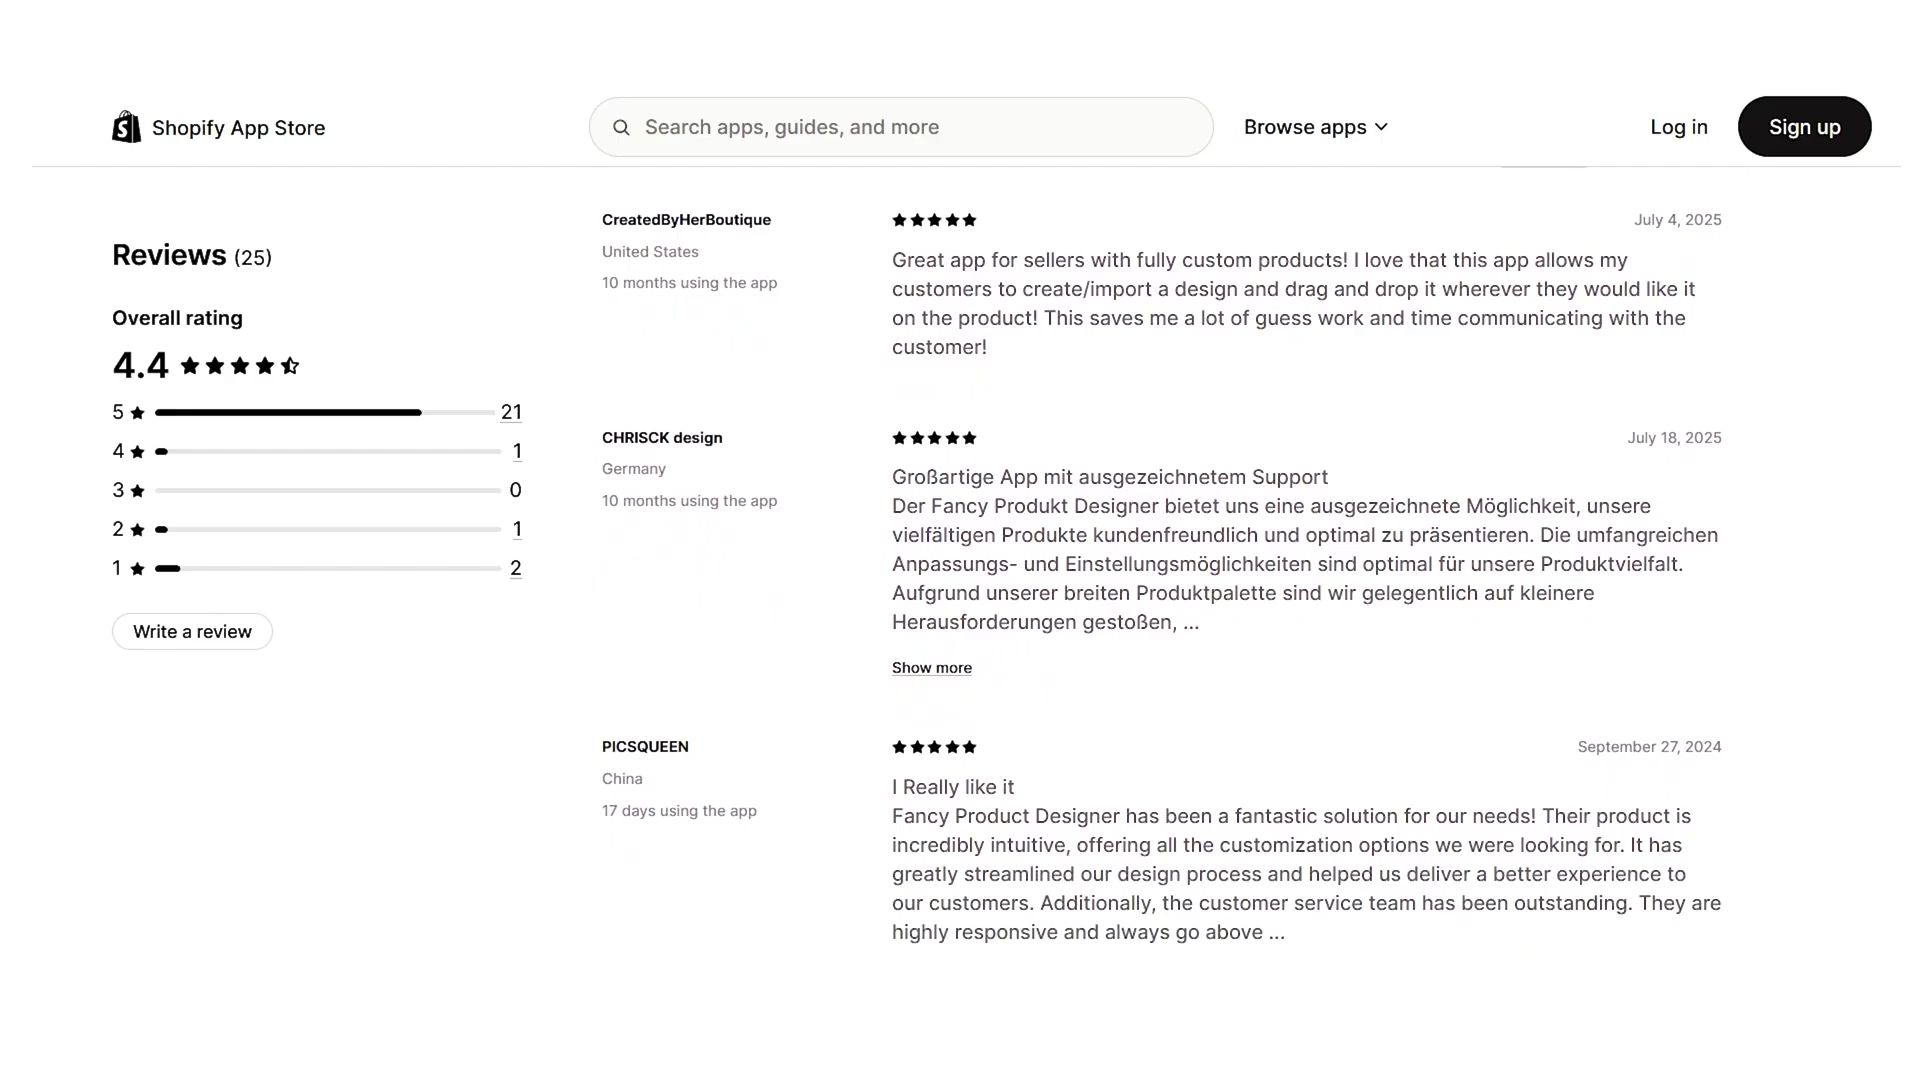 Shopify App Store
Search apps, guides, and more
Browse apps
Log in
Sign up
Reviews (25)
Overall rating
4.4
5 21
4 1
3 0
2 1
1 2
Write a review
CreatedByHerBoutique
United States
10 months using the app
July 4, 2025
Great app for sellers with fully custom products! I love that this app allows my
customers to create/import a design and drag and drop it wherever they would like it
on the product! This saves me a lot of guess work and time communicating with the
customer!
CHRISCK design
Germany
10 months using the app
July 18, 2025
Großartige App mit ausgezeichnetem Support
Der Fancy Produkt Designer bietet uns eine ausgezeichnete Möglichkeit, unsere
vielfältigen Produkte kundenfreundlich und optimal zu präsentieren. Die umfangreichen
Anpassungs- und Einstellungsmöglichkeiten sind optimal für unsere Produktvielfalt.
Aufgrund unserer breiten Produktpalette sind wir gelegentlich auf kleinere
Herausforderungen gestoßen, ...
Show more
PICSQUEEN
China
17 days using the app
September 27, 2024
I Really like it
Fancy Product Designer has been a fantastic solution for our needs! Their product is
incredibly intuitive, offering all the customization options we were looking for. It has
greatly streamlined our design process and helped us deliver a better experience to
our customers. Additionally, the customer service team has been outstanding. They are
highly responsive and always go above ...